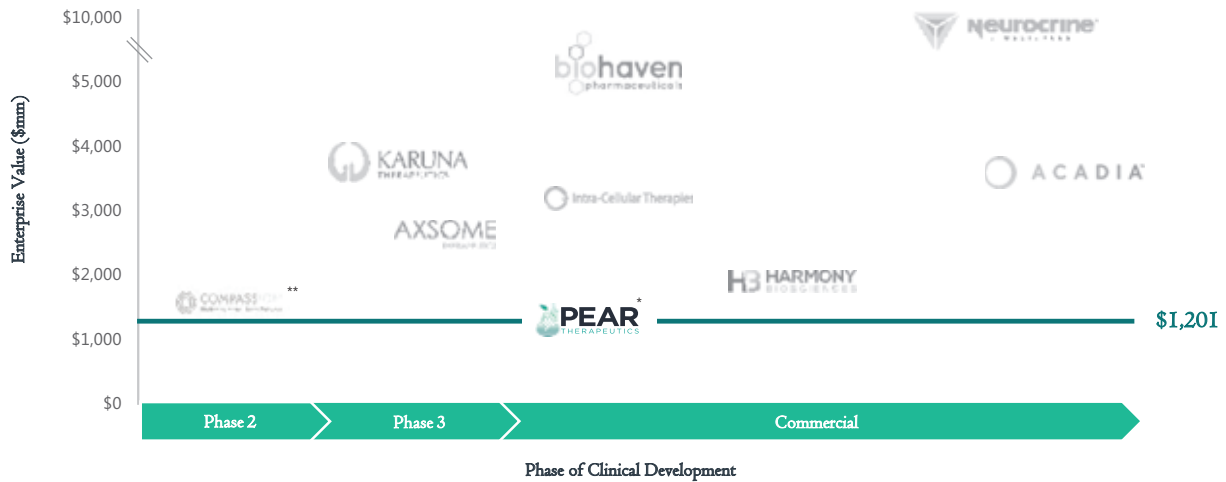 $10,000
Neurocrine
biohaven
pharmaceuticals
$5,000
Enterprise Value ($mm)
$4,000
KARUNA
THERAPEUTICS
ACADIA
$3,000
Intra-Cellular Therapies
AXSOME
$2,000
HARMONY
BIOSCIENCES
COMPASS
**
PEAR*
THERAPEUTICS
$1,201
$1,000
$0
Phase 2
Phase 3
Commercial
Phase of Clinical Development